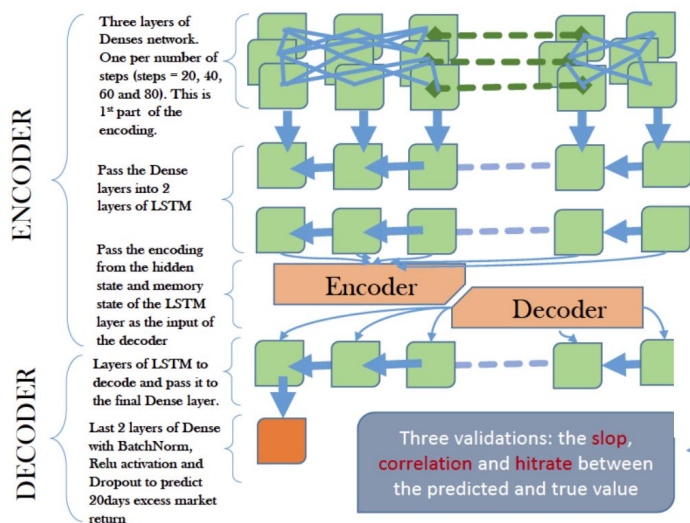 ENCODER
Three layers of
Denses network.
One per number of
steps (steps = 20, 40,
60 and 80). This is
1st part of the
encoding.
Pass the Dense
layers into 2
layers of LSTM
Pass the encoding
from the hidden
state and memory
state of the LSTM
layer as the input of
the decoder
Encoder
Decoder
DECODER
Layers of LSTM to
decode and pass it to
the final Dense layer.
Last 2 layers of Dense
with BatchNorm,
Relu activation and
Dropout to predict
20days excess market
return
Three validations: the slop,
correlation and hitrate between
the predicted and true value